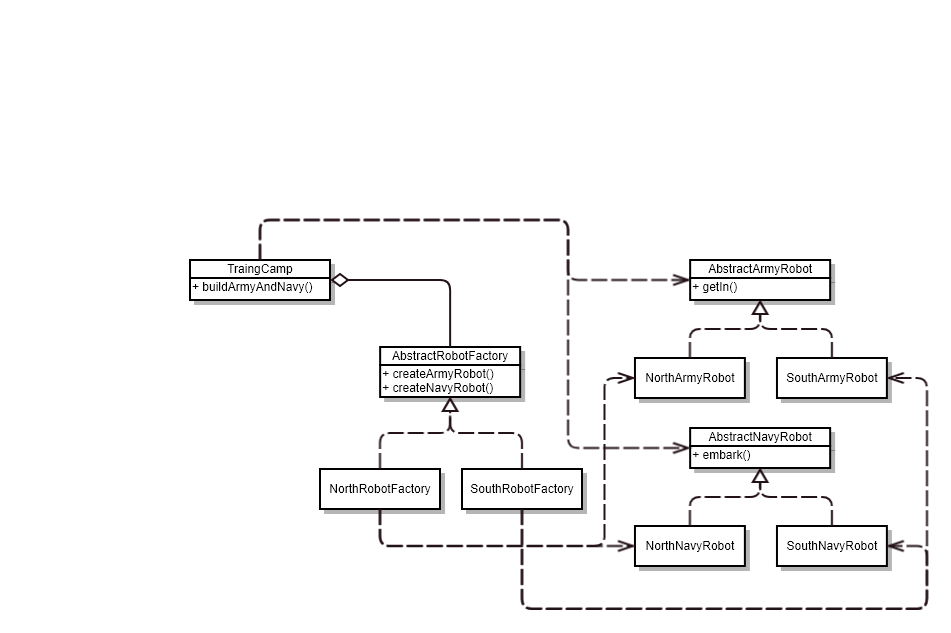 TraingCamp
+ buildArmyAndNavy()
AbstractArmyRobot
+ getIn()
AbstractRobotFactory
+ createArmyRobot()
+ createNavyRobot()
NorthArmyRobot
SouthArmyRobot
AbstractNavyRobot
+ embark()
NorthRobotFactory
SouthRobotFactory
NorthNavyRobot
SouthNavyRobot